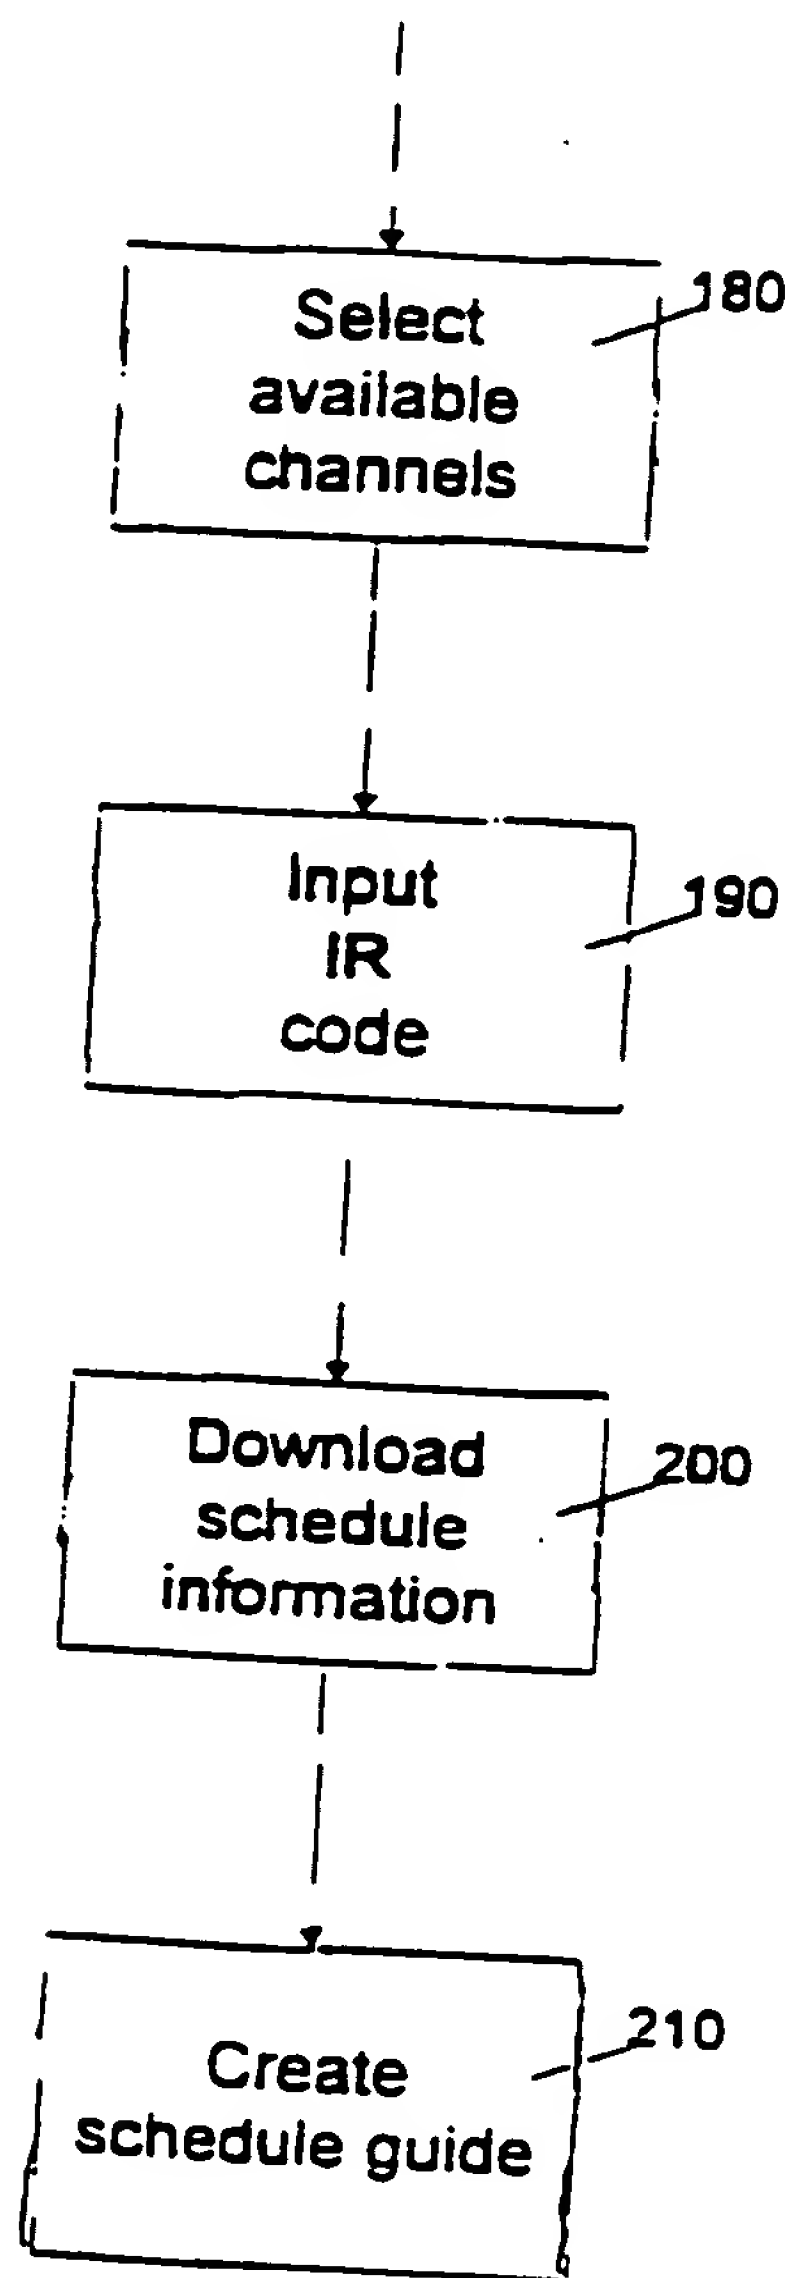 180
Select
available
channels
190
Input
IR
code
200
Download
schedule
information
210
Create
schedule guide